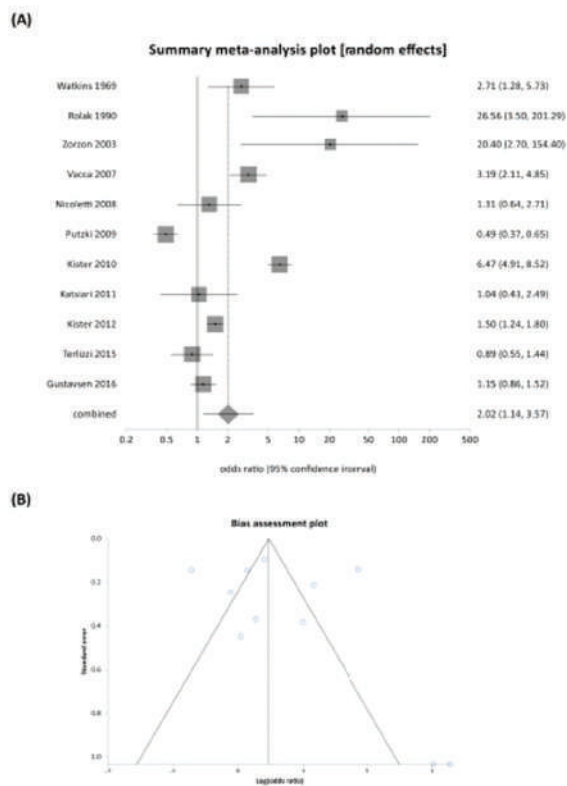 (A)
Summary meta-analysis plot [random effects]
Watkins 1969 2.71 (1.28, 5.73)
Rolak 1990 26.56 (3.50, 201.29)
Zorzon 2003 20.40 (2.70, 154.40)
Vacca 2007 3.19 (2.11, 4.85)
Nicoletti 2008 1.31 (0.64, 2.71)
Putzki 2009 0.49 (0.37, 0.65)
Kister 2010 6.47 (4.91, 8.52)
Katsiari 2011 1.04 (0.43, 2.49)
Kister 2012 1.50 (1.24, 1.80)
Terlizzi 2015 0.89 (0.55, 1.44)
Gustavsen 2016 1.15 (0.86, 1.52)
combined 2.02 (1.14, 3.57)
0.2 0.5 1 2 5 10 20 50 100 200 500
odds ratio (95% confidence interval)
(B)
Bias assessment plot
0.0
0.2
0.4
Standard error
0.6
0.8
1.0
0
Log(odds ratio)